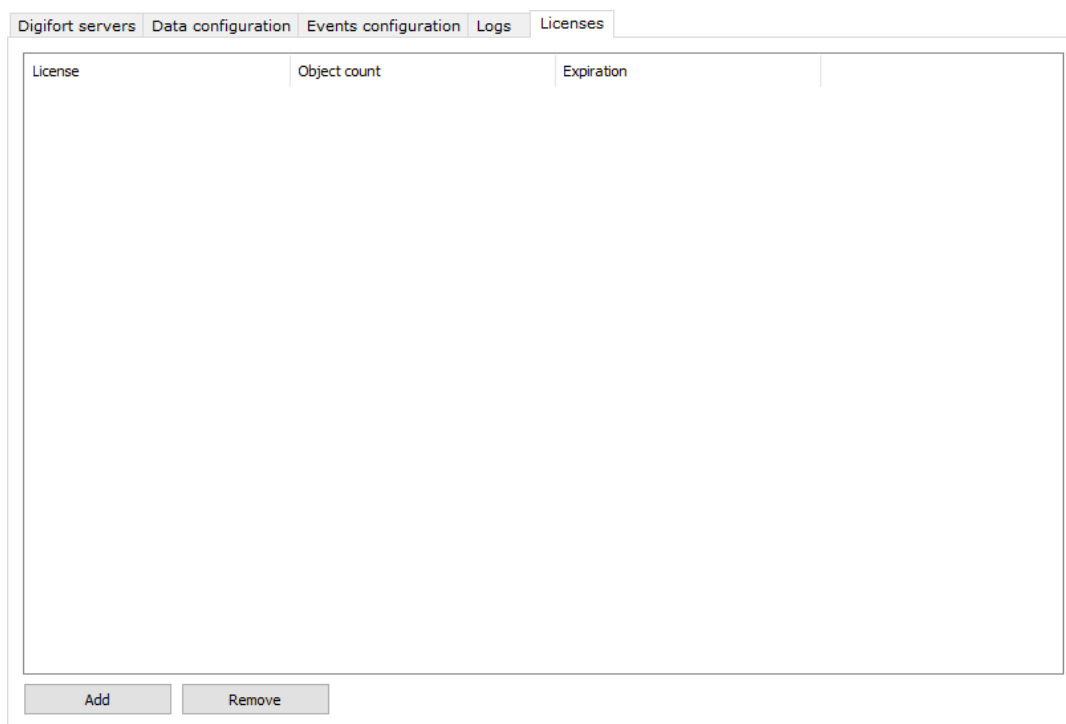 Digifort servers Data configuration Events configuration Logs Licenses
License Object count Expiration
Add Remove